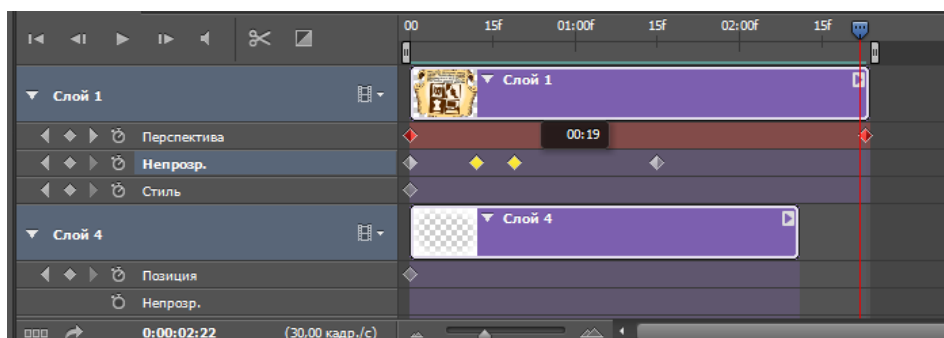 00 15f 01:00f 15f 02:00f 15f
Слой 1
Слой 1
Перспектива
00:19
Непрозр.
Стиль
Слой 4
Слой 4
Позиция
Непрозр.
0:00:02:22 (30,00 кадр./с)